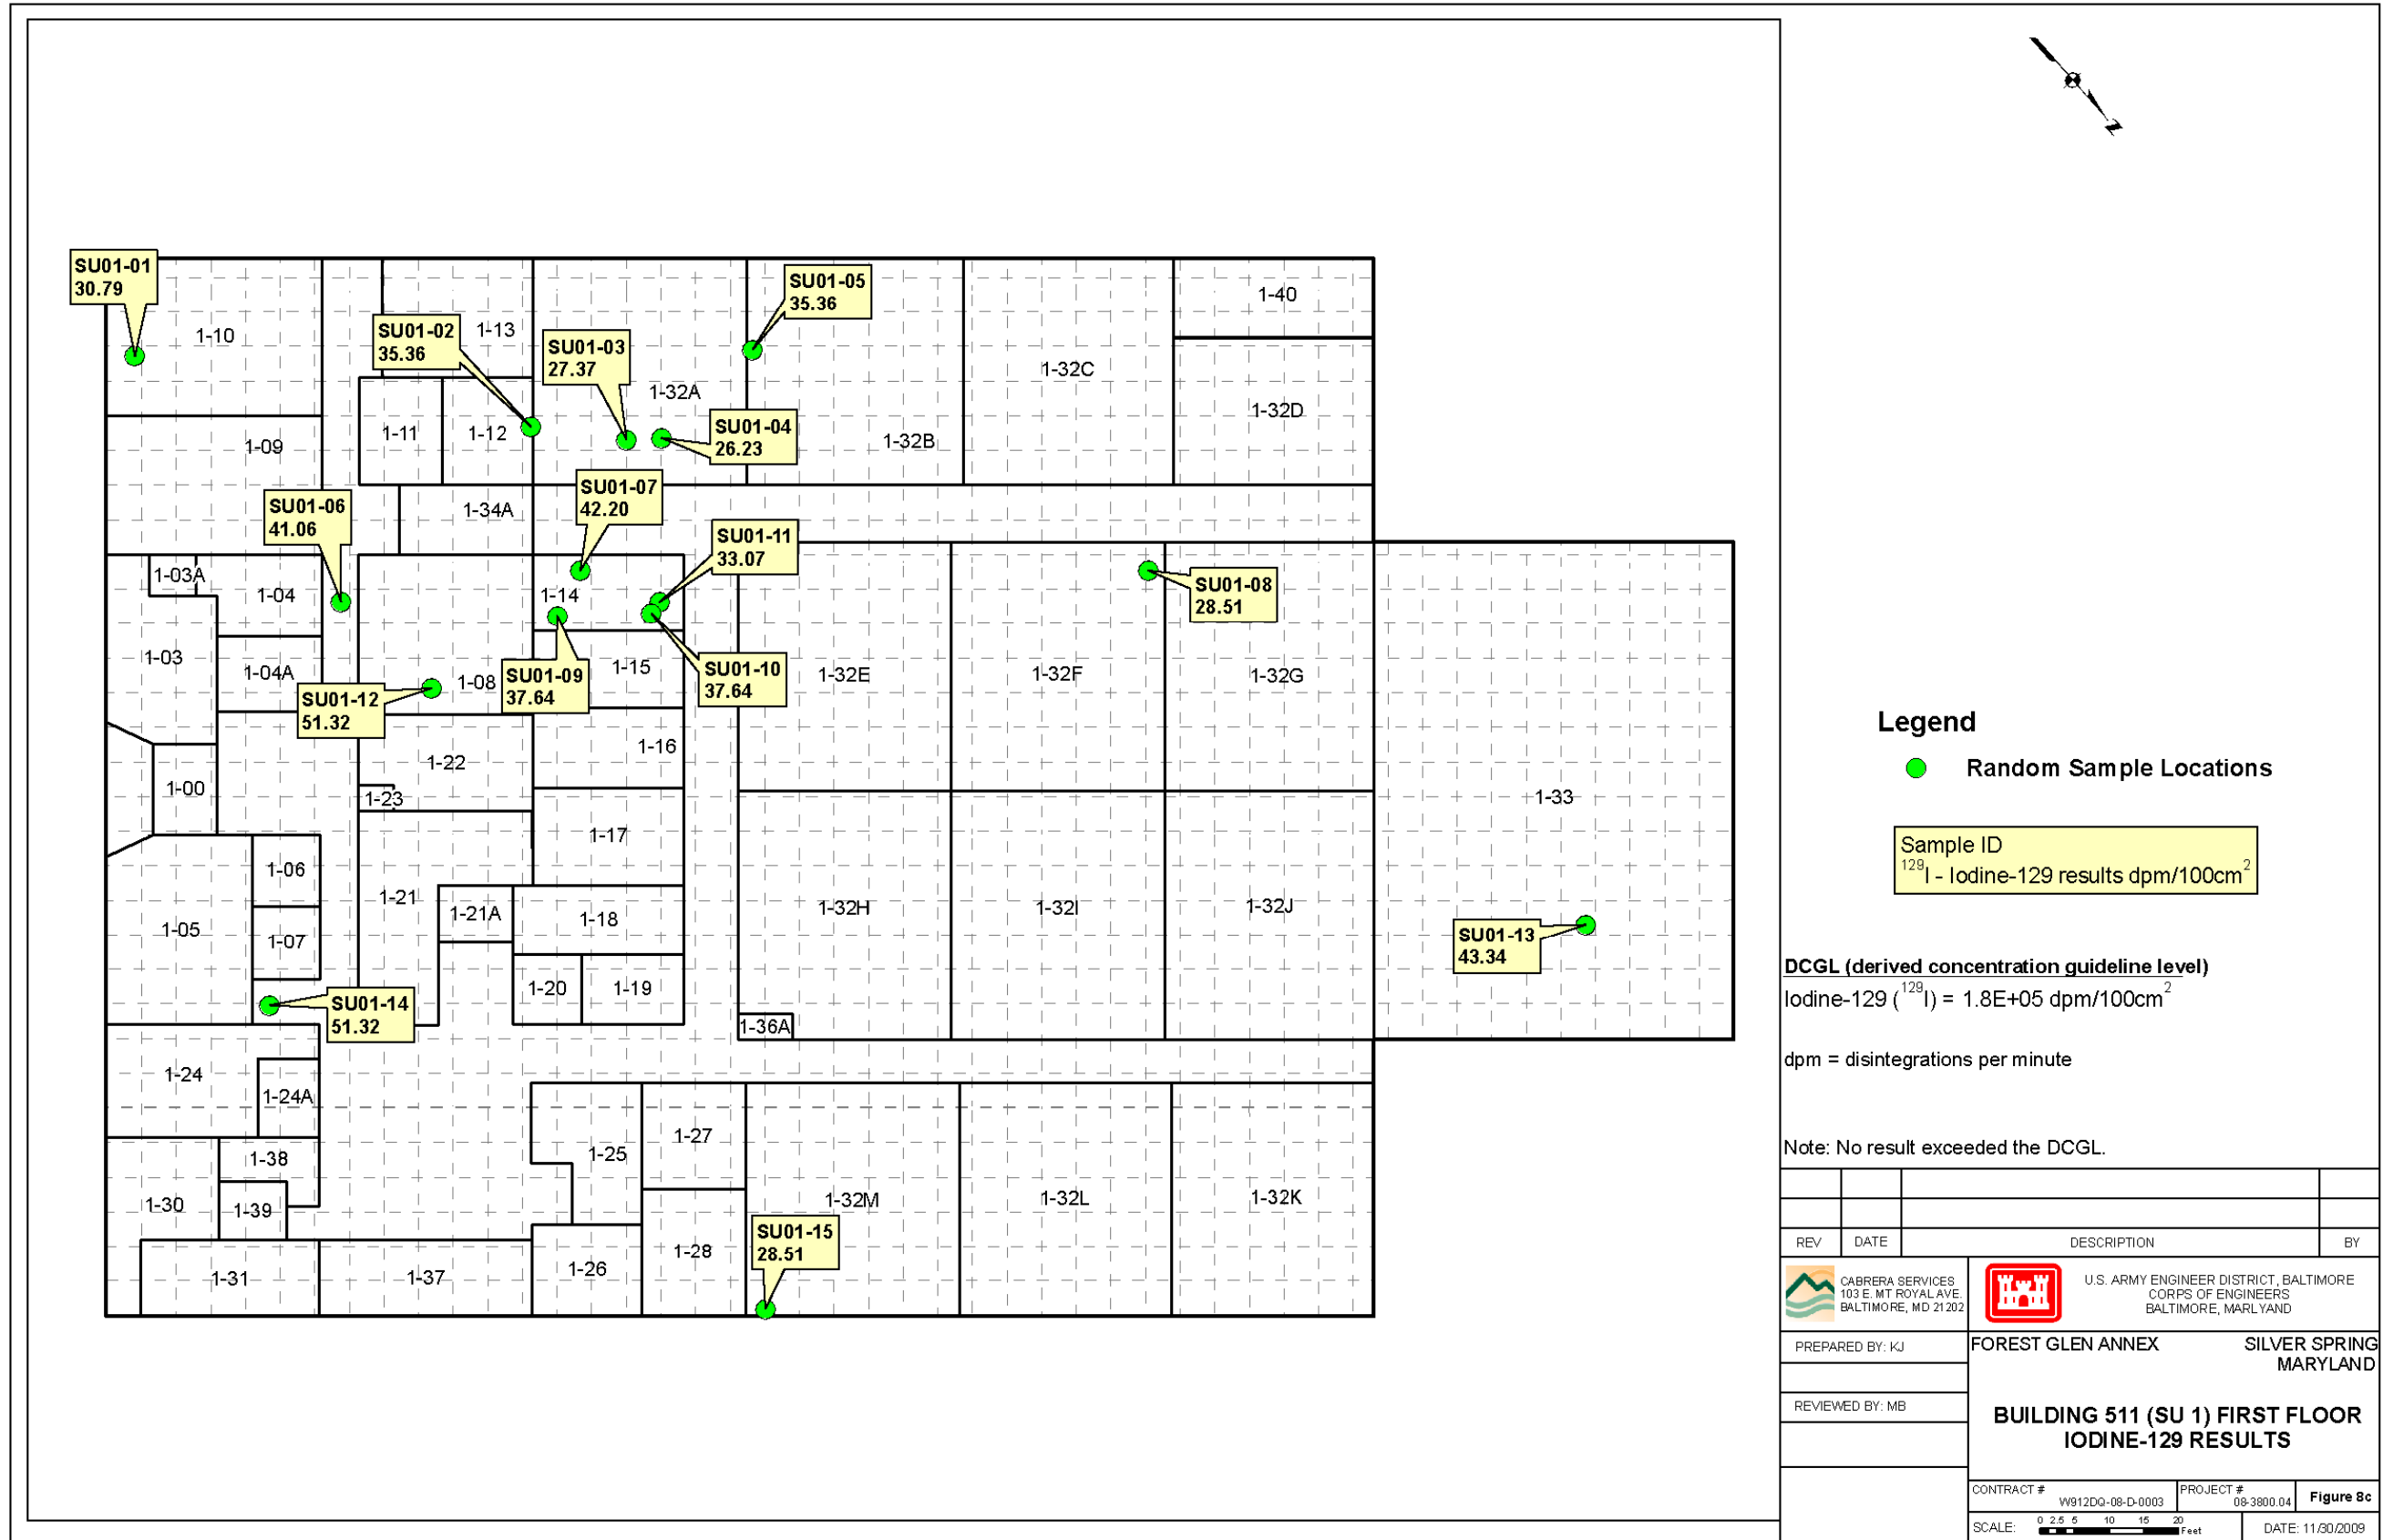 SU01-01
30.79
1-10
SU01-02
35.36
1-13
SU01-03
27.37
1-32A
SU01-05
35.36
1-40
1-32C
1-32D
1-11
1-12
SU01-04
26.23
1-32B
1-09
SU01-06
41.06
1-34A
SU01-07
42.20
SU01-11
33.07
1-03A
1-04
1-14
SU01-08
28.51
1-03
1-04A
SU01-12
51.32
1-08
SU01-09
37.64
1-15
SU01-10
37.64
1-32E
1-32F
1-32G
1-16
1-22
1-00
1-23
1-33
1-17
1-06
1-21
1-21A
1-18
1-32H
1-32I
1-32J
1-05
1-07
SU01-13
43.34
1-20
1-19
SU01-14
51.32
1-36A
1-24
1-24A
1-27
1-25
1-38
1-30
1-39
1-32M
1-32L
1-32K
SU01-15
28.51
1-28
1-26
1-31
1-37
N
Legend
Random Sample Locations
Sample ID
129I - Iodine-129 results dpm/100cm2
DCGL (derived concentration guideline level)
Iodine-129 (129I) = 1.8E+05 dpm/100cm2
dpm = disintegrations per minute
Note: No result exceeded the DCGL.
REV DATE DESCRIPTION BY
CABRERA SERVICES
103 E. MT ROYAL AVE.
BALTIMORE, MD 21202
U.S. ARMY ENGINEER DISTRICT, BALTIMORE
CORPS OF ENGINEERS
BALTIMORE, MARLYAND
PREPARED BY: KJ
FOREST GLEN ANNEX SILVER SPRING
MARYLAND
REVIEWED BY: MB
BUILDING 511 (SU 1) FIRST FLOOR
IODINE-129 RESULTS
CONTRACT #
W912DQ-08-D-0003
PROJECT #
08-3800.04
Figure 8c
SCALE: 0 2.5 5 10 15 20 Feet
DATE: 11/30/2009